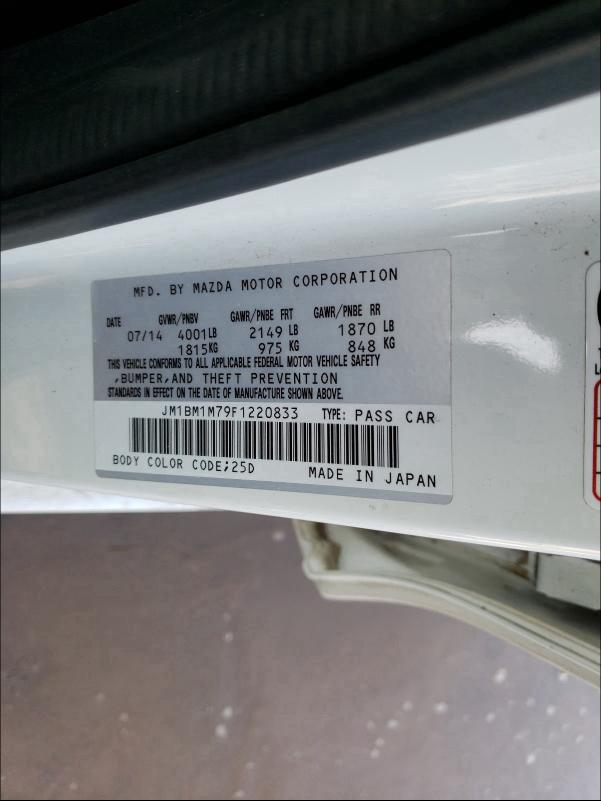 MFD. BY MAZDA MOTOR CORPORATION
DATE GVWR/PNBV GAWR/PNBE FRT GAWR/PNBE RR
07/14 4001LB 2149 LB 1870 LB
1815KG 975 KG 848 KG
THIS VEHICLE CONFORMS TO ALL APPLICABLE FEDERAL MOTOR VEHICLE SAFETY
,BUMPER,AND THEFT PREVENTION
STANDARDS IN EFFECT ON THE DATE OF MANUFACTURE SHOWN ABOVE.
JM1BM1M79F1220833 TYPE: PASS CAR
BODY COLOR CODE;25D MADE IN JAPAN